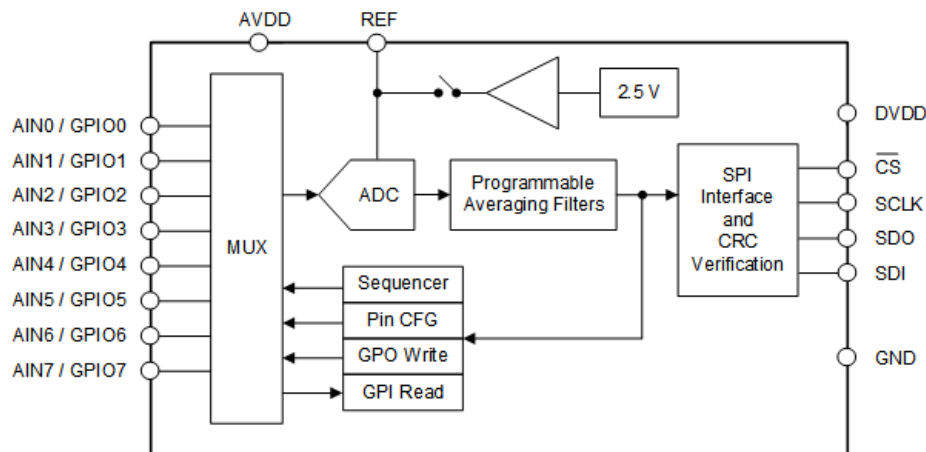 AVDD
REF
2.5 V
AIN0 / GPIO0
AIN1 / GPIO1
AIN2 / GPIO2
AIN3 / GPIO3
AIN4 / GPIO4
AIN5 / GPIO5
AIN6 / GPIO6
AIN7 / GPIO7
MUX
ADC
Programmable
Averaging Filters
Sequencer
Pin CFG
GPO Write
GPI Read
SPI
Interface
and
CRC
Verification
DVDD
CS
SCLK
SDO
SDI
GND